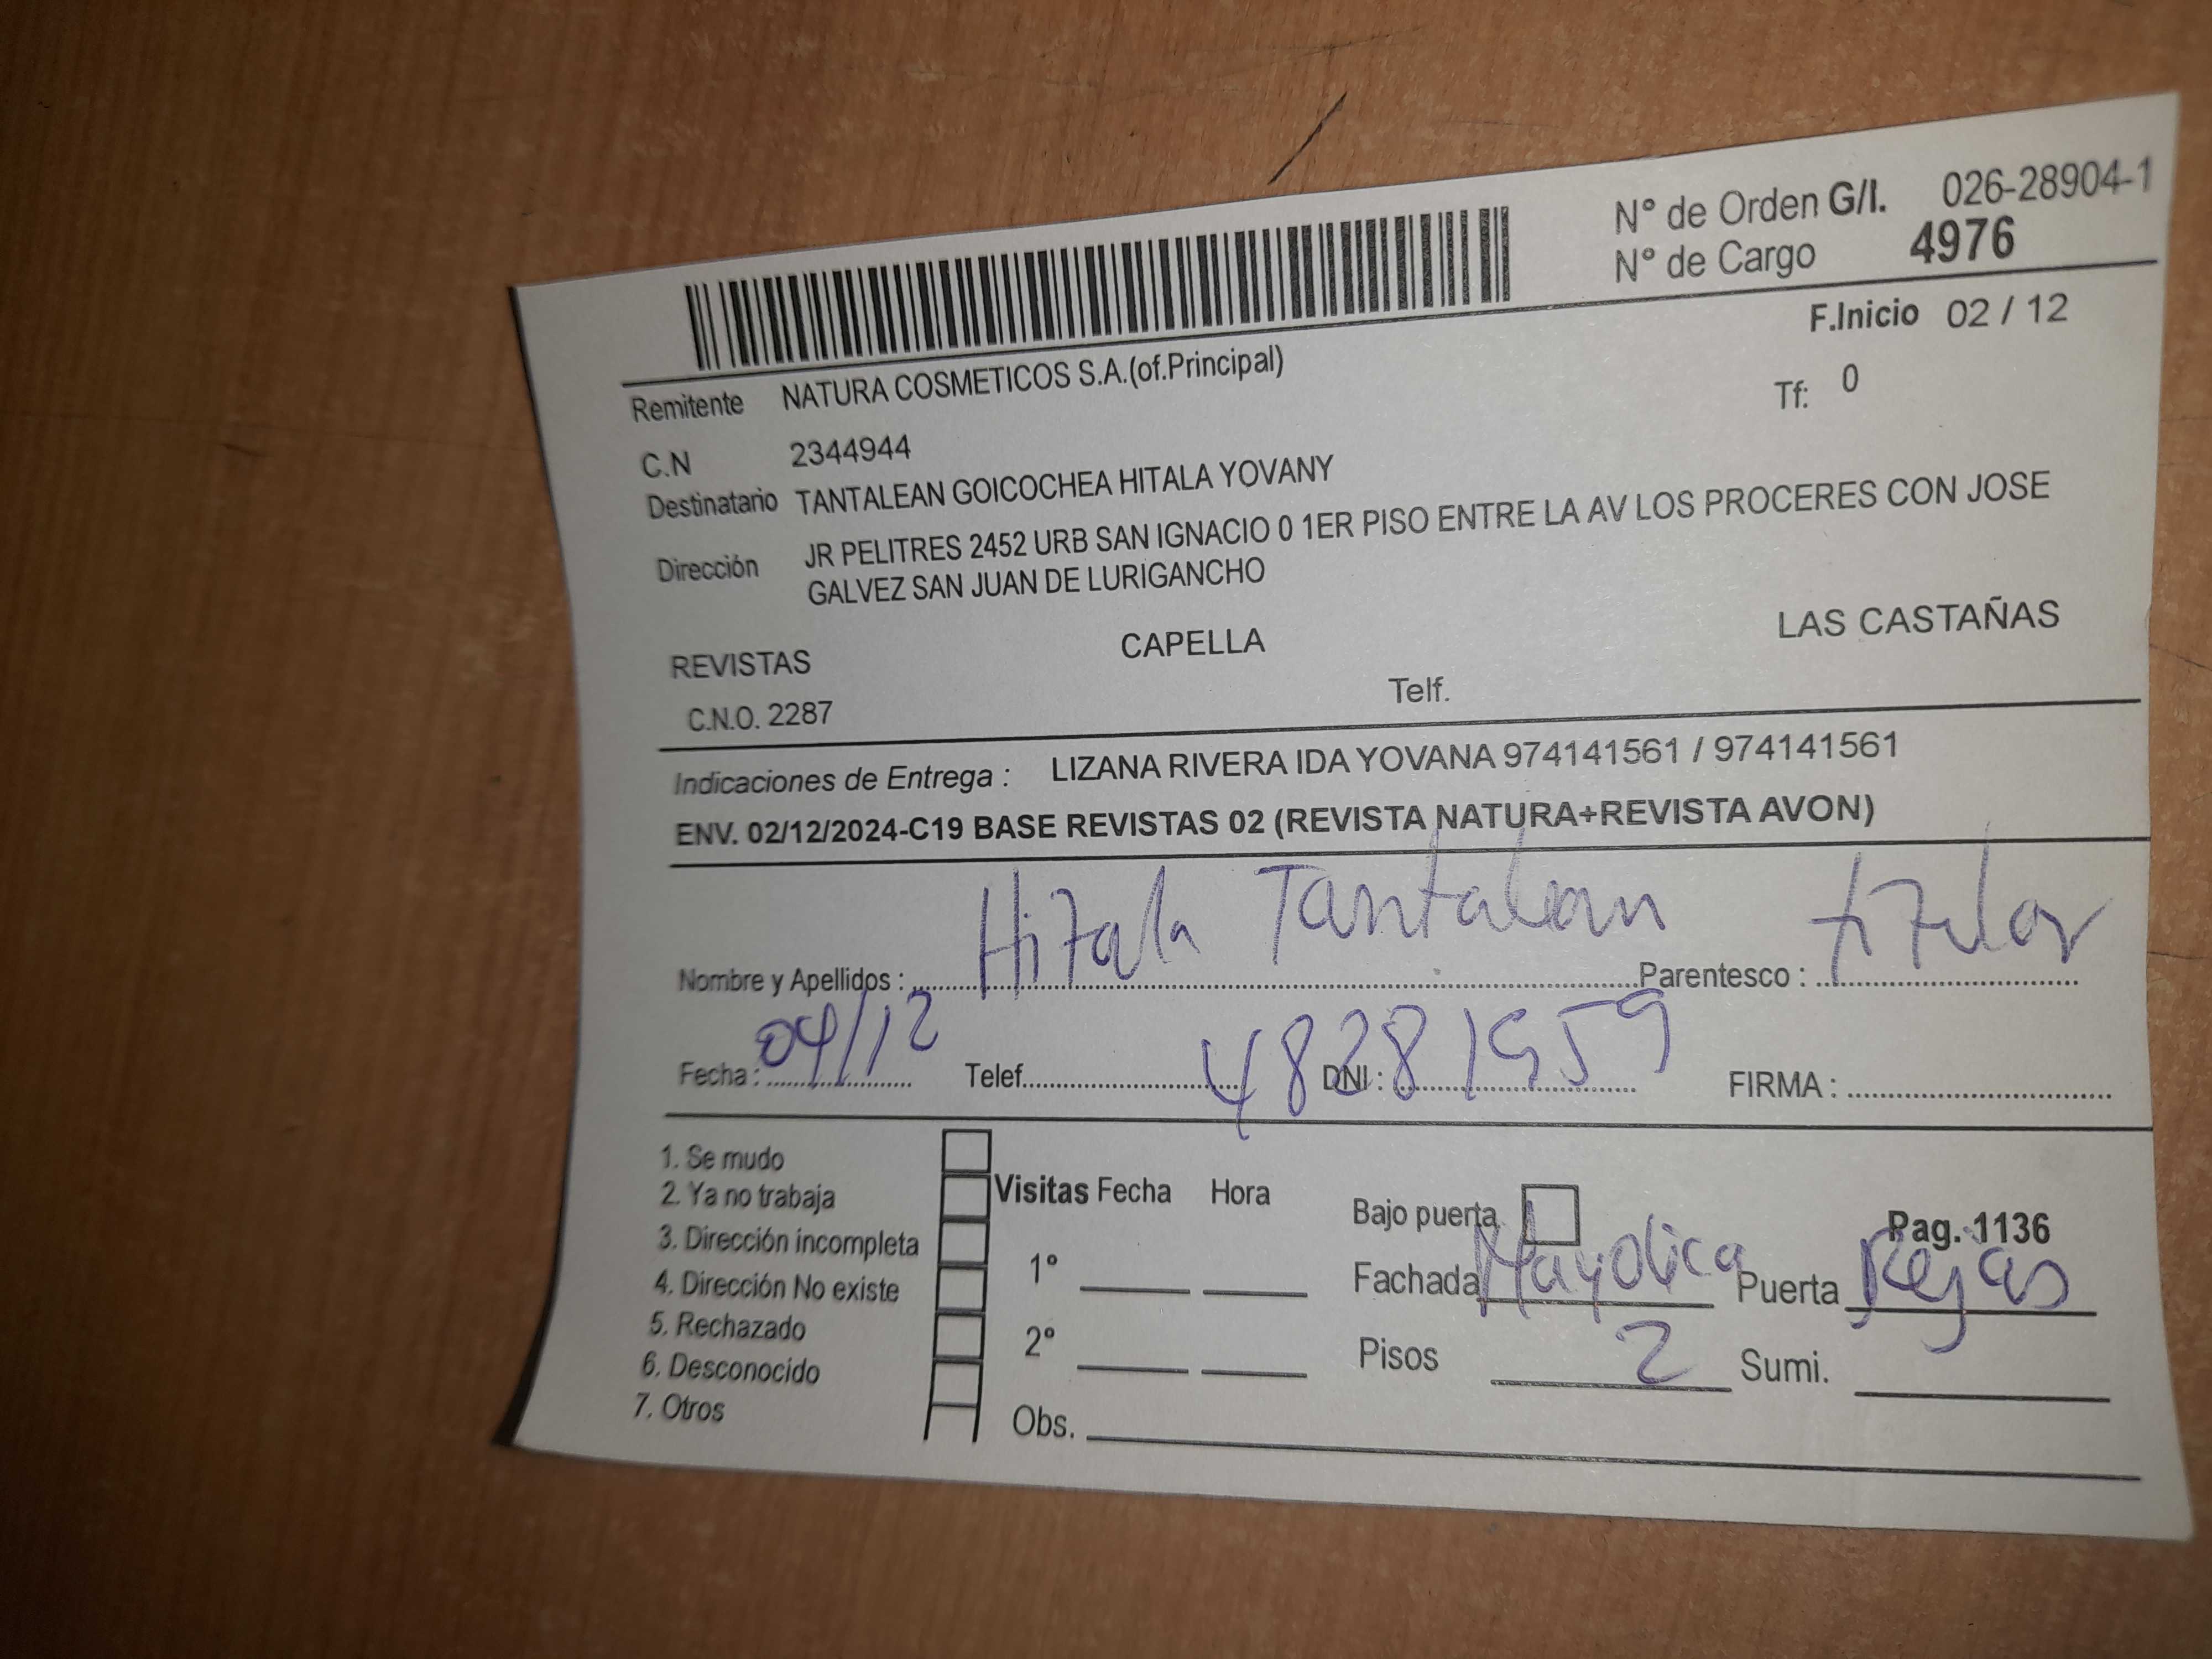 N° de Orden G/I. 026-28904-1
N° de Cargo 4976
F.Inicio 02 / 12
Remitente NATURA COSMETICOS S.A.(of.Principal)
Tf: 0
C.N 2344944
Destinatario TANTALEAN GOICOCHEA HITALA YOVANY
Dirección JR PELITRES 2452 URB SAN IGNACIO 0 1ER PISO ENTRE LA AV LOS PROCERES CON JOSE
GALVEZ SAN JUAN DE LURIGANCHO
REVISTAS CAPELLA LAS CASTAÑAS
C.N.O. 2287 Telf.
Indicaciones de Entrega : LIZANA RIVERA IDA YOVANA 974141561 / 974141561
ENV. 02/12/2024-C19 BASE REVISTAS 02 (REVISTA NATURA+REVISTA AVON)
Nombre y Apellidos : Hitala Tantalean Parentesco : titular
Fecha : 04/12 Telef. DNI : 48281959 FIRMA :
1. Se mudo
2. Ya no trabaja
3. Dirección incompleta
4. Dirección No existe
5. Rechazado
6. Desconocido
7. Otros
Visitas Fecha Hora
1°
2°
Obs.
Bajo puerta Pag. 1136
Fachada Mayolica Puerta Rejas
Pisos 2 Sumi.